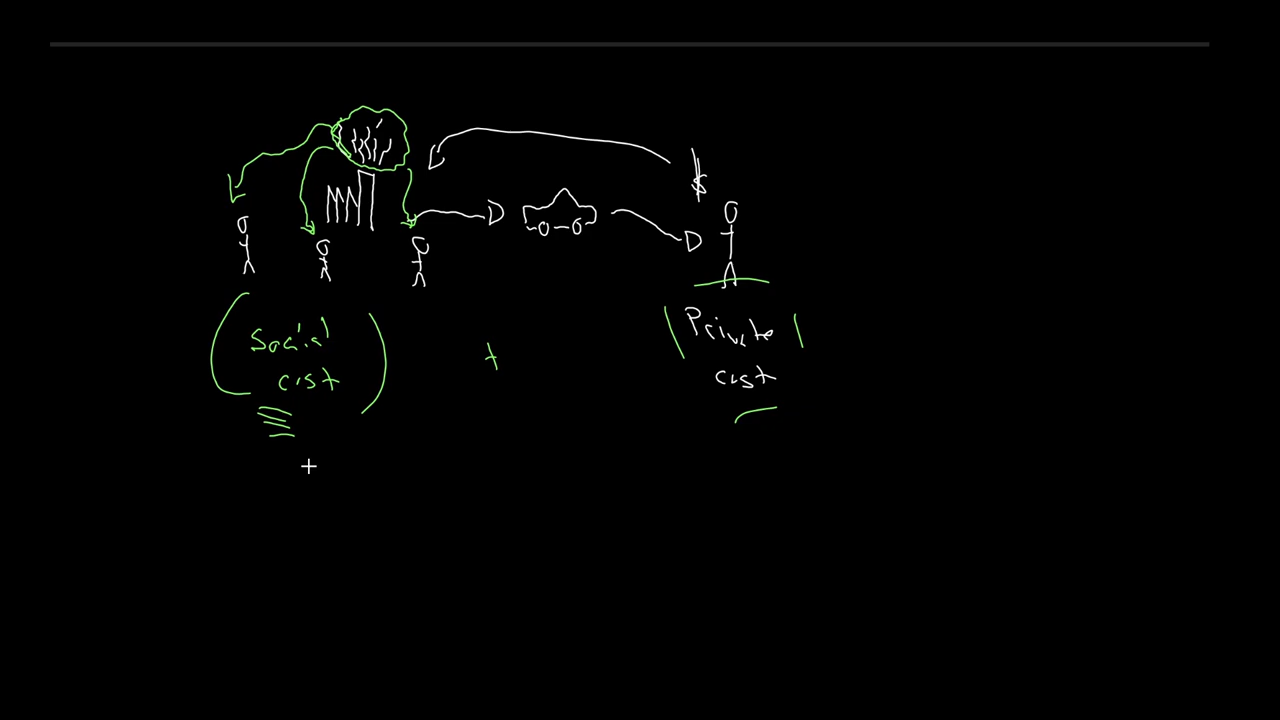 $
Social
cost
+
Private
cost